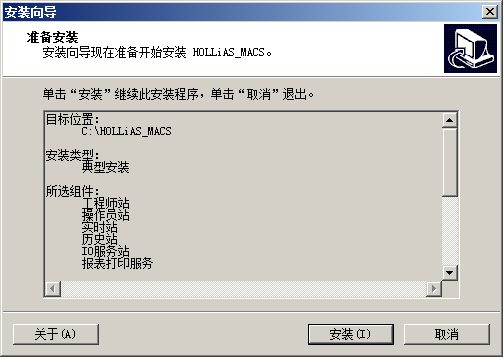 安装向导
准备安装
安装向导现在准备开始安装 HOLLiAS_MACS。
单击“安装”继续此安装程序，单击“取消”退出。
目标位置:
C:\HOLLiAS_MACS
安装类型:
典型安装
所选组件:
工程师站
操作员站
实时站
历史站
IO服务站
报表打印服务
关于(A)
安装(I)
取消